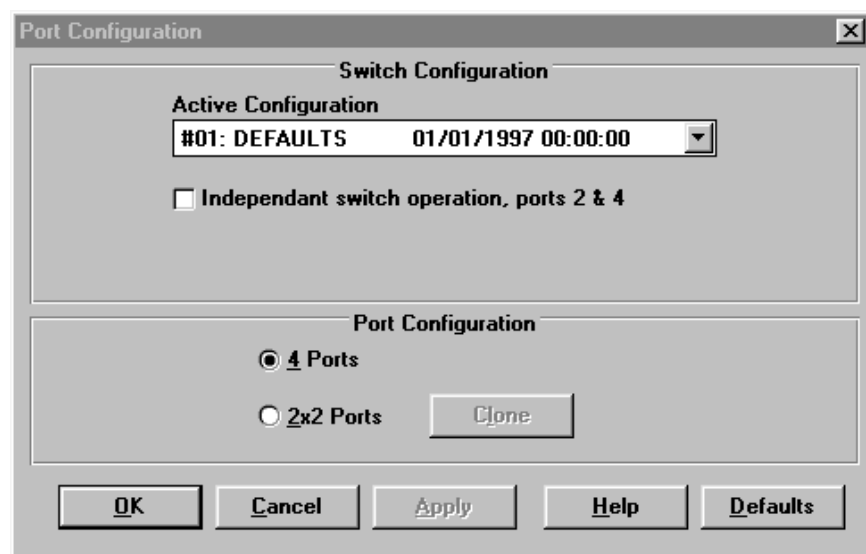 Port Configuration
Switch Configuration
Active Configuration
#01: DEFAULTS 01/01/1997 00:00:00
Independant switch operation, ports 2 & 4
Port Configuration
4 Ports
2x2 Ports
Clone
OK
Cancel
Apply
Help
Defaults